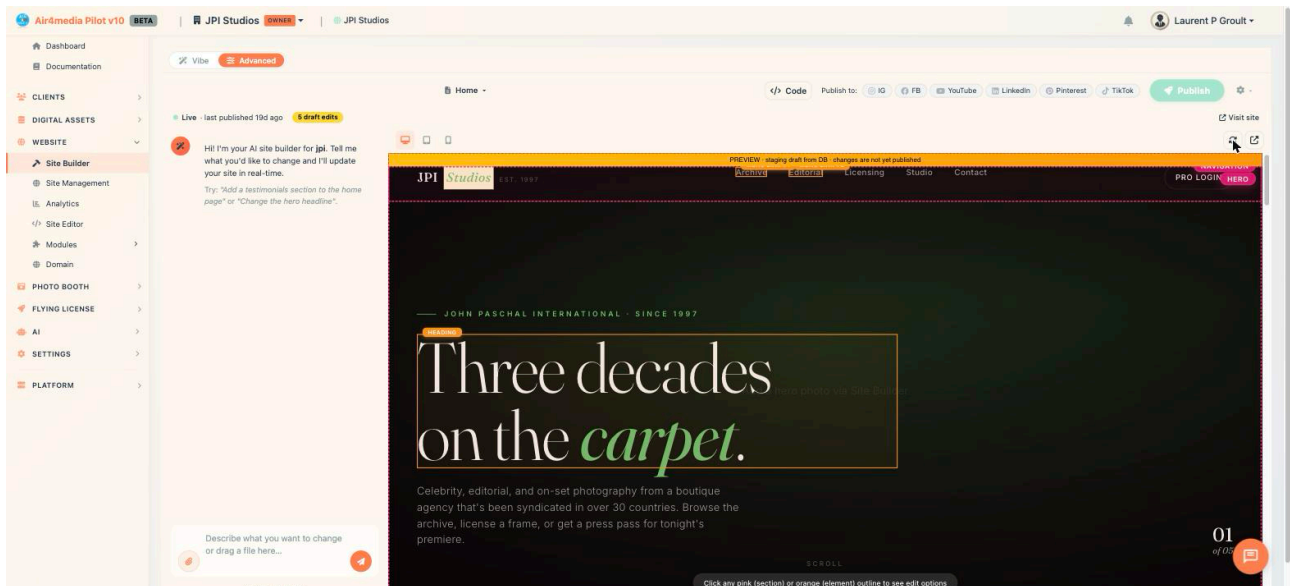 Air4media Pilot v10 BETA
JPI Studios OWNER
JPI Studios
Laurent P Groult
Dashboard
Documentation
CLIENTS
DIGITAL ASSETS
WEBSITE
Site Builder
Site Management
Analytics
Site Editor
Modules
Domain
PHOTO BOOTH
FLYING LICENSE
AI
SETTINGS
PLATFORM
Vibe
Advanced
Home
</> Code
Publish to:
IG
FB
YouTube
LinkedIn
Pinterest
TikTok
Publish
Live · last published 19d ago
5 draft edits
Visit site
Hi! I'm your AI site builder for jpi. Tell me
what you'd like to change and I'll update
your site in real-time.
Try: "Add a testimonials section to the home
page" or "Change the hero headline".
Describe what you want to change
or drag a file here...
PREVIEW · staging draft from DB · changes are not yet published
JPI Studios EST. 1997
Archive
Editorial
Licensing
Studio
Contact
NAVIGATION
PRO LOGIN
HERO
JOHN PASCHAL INTERNATIONAL · SINCE 1997
HEADING
Three decades
on the carpet.
hero photo via Site Builder
Celebrity, editorial, and on-set photography from a boutique
agency that's been syndicated in over 30 countries. Browse the
archive, license a frame, or get a press pass for tonight's
premiere.
01
of 05
SCROLL
Click any pink (section) or orange (element) outline to see edit options